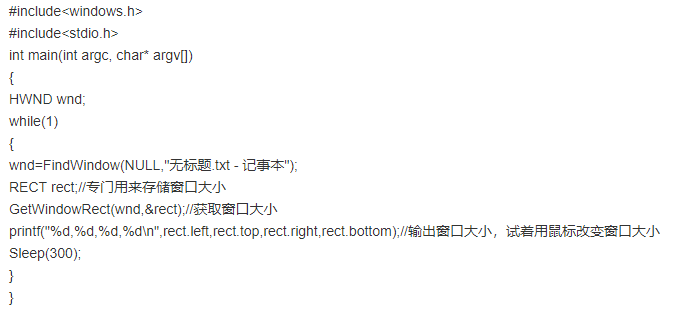 #include<windows.h>
#include<stdio.h>
int main(int argc, char* argv[])
{
HWND wnd;
while(1)
{
wnd=FindWindow(NULL,"无标题.txt - 记事本");
RECT rect;//专门用来存储窗口大小
GetWindowRect(wnd,&rect);//获取窗口大小
printf("%d,%d,%d,%d\n",rect.left,rect.top,rect.right,rect.bottom);//输出窗口大小，试着用鼠标改变窗口大小
Sleep(300);
}
}